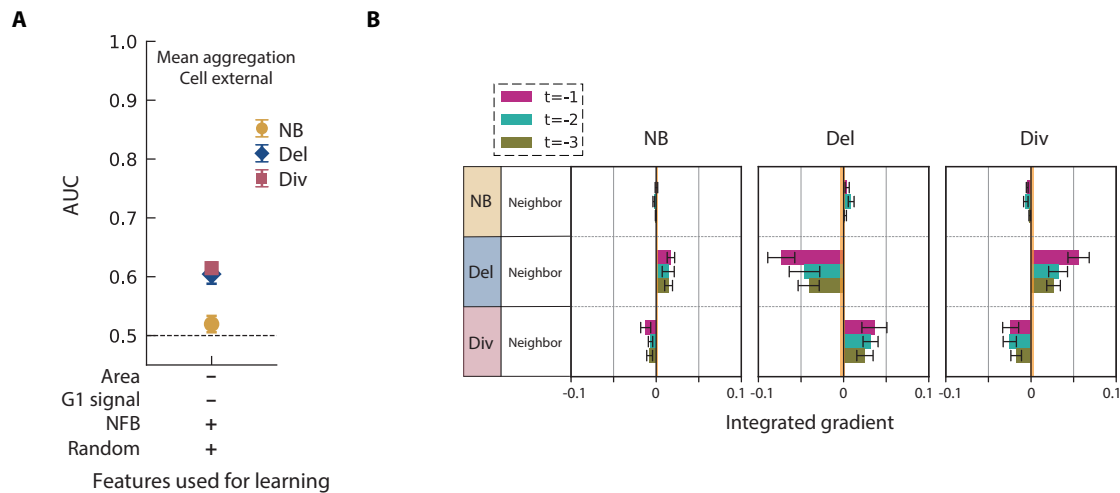 A
B
Mean aggregation
Cell external
NB
Del
Div
AUC
1.0
0.9
0.8
0.7
0.6
0.5
Area – 
G1 signal –
NFB +
Random +
Features used for learning
t=-1
t=-2
t=-3
NB Del Div
NB Neighbor
Del Neighbor
Div Neighbor
-0.1 0 0.1 -0.1 0 0.1 -0.1 0 0.1
Integrated gradient